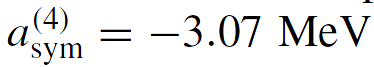 a_sym^(4) = −3.07 MeV